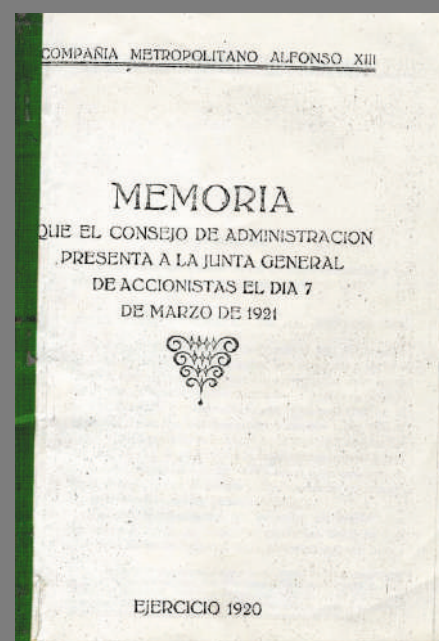 COMPAÑIA METROPOLITANO ALFONSO XIII
MEMORIA
QUE EL CONSEJO DE ADMINISTRACION
PRESENTA A LA JUNTA GENERAL
DE ACCIONISTAS EL DIA 7
DE MARZO DE 1921
EJERCICIO 1920